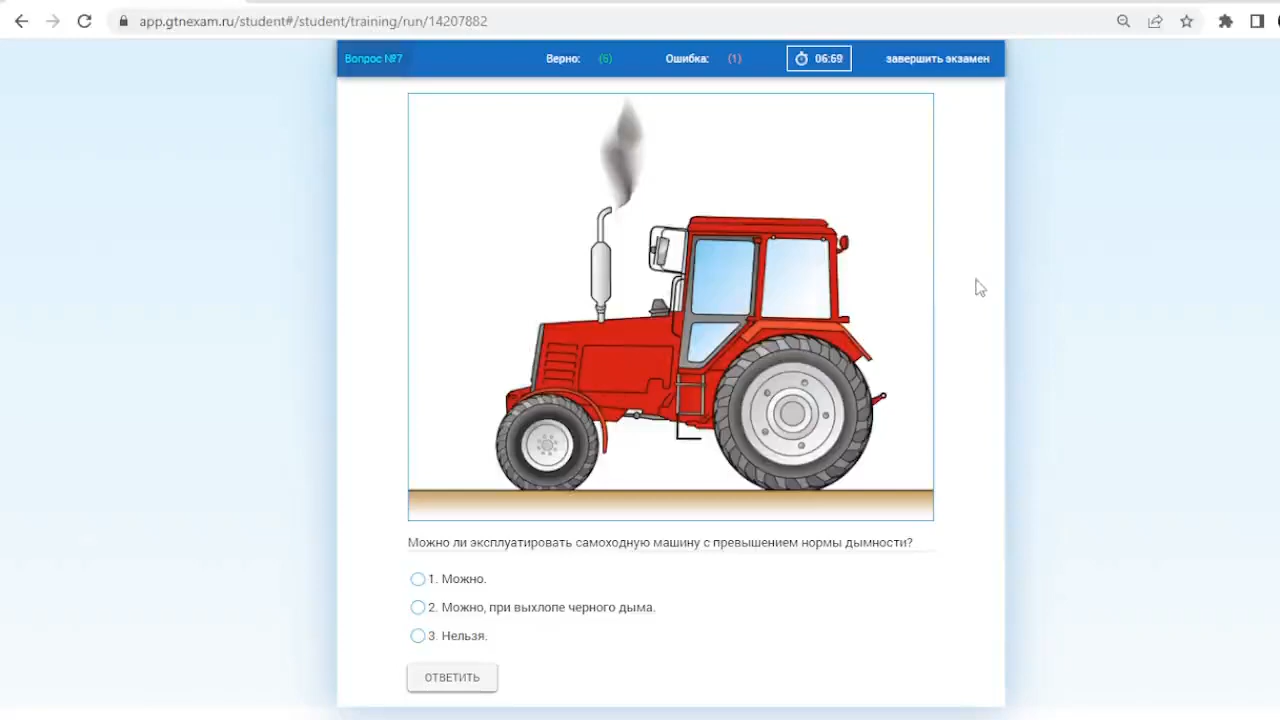 app.gtnexam.ru/student#/student/training/run/14207882
Вопрос №7 Верно: (5) Ошибка: (1) 06:59 завершить экзамен
Можно ли эксплуатировать самоходную машину с превышением нормы дымности?
1. Можно.
2. Можно, при выхлопе черного дыма.
3. Нельзя.
ОТВЕТИТЬ